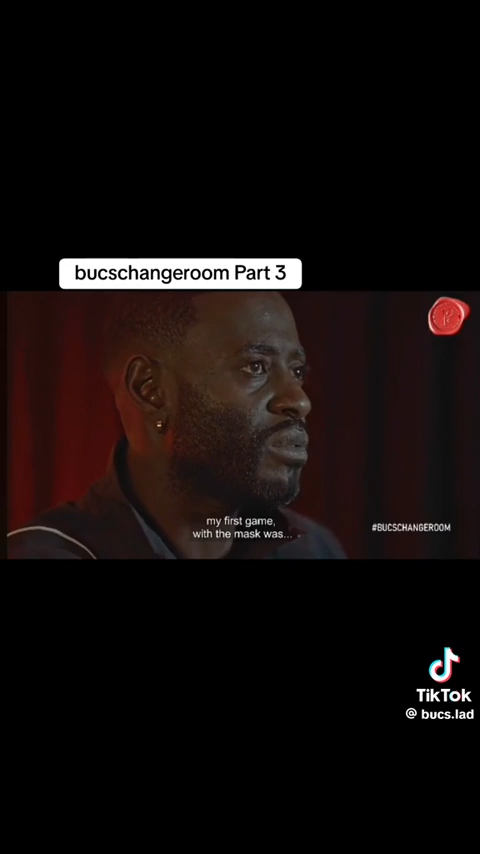 bucschangeroom Part 3
my first game,
with the mask was...
#BUCSCHANGEROOM
TikTok
@ bucs.lad